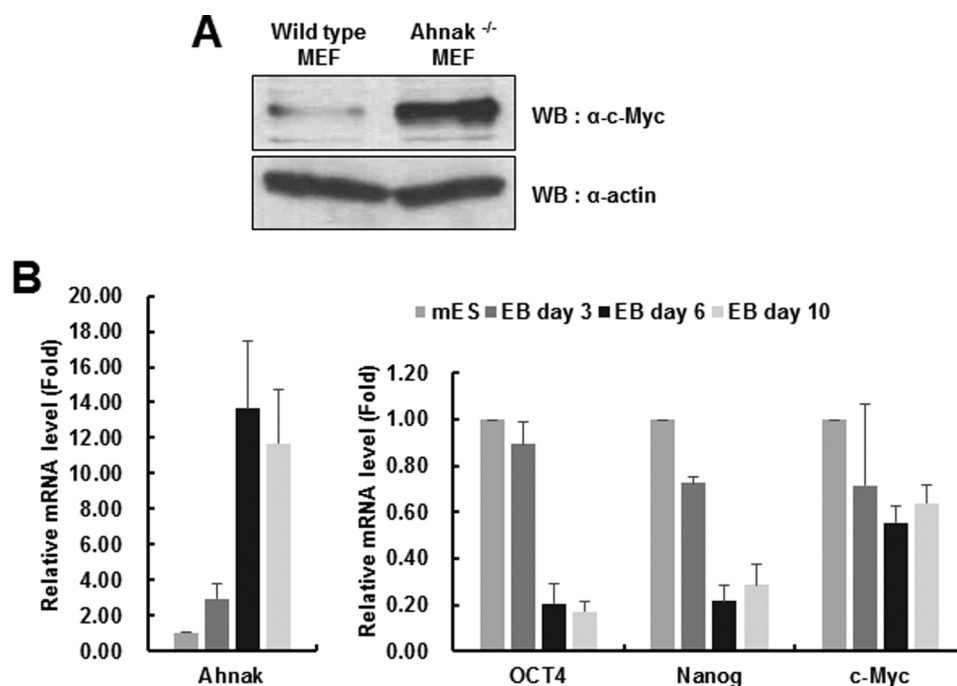 A
Wild type MEF
Ahnak -/- MEF
WB : α-c-Myc
WB : α-actin
B
Relative mRNA level (Fold)
20.00
18.00
16.00
14.00
12.00
10.00
8.00
6.00
4.00
2.00
0.00
Ahnak
mES EB day 3 EB day 6 EB day 10
Relative mRNA level (Fold)
1.20
1.00
0.80
0.60
0.40
0.20
0.00
OCT4 Nanog c-Myc